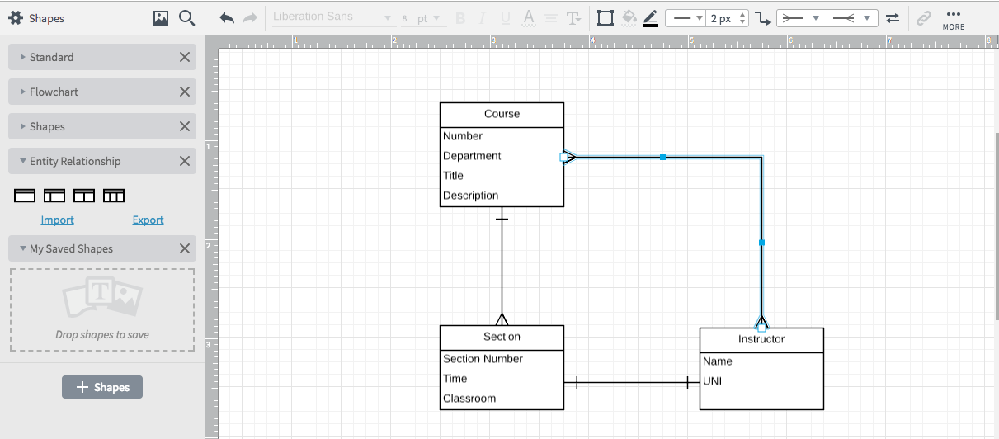 Shapes
Liberation Sans
8 pt
B I U A T
2 px
MORE
1 2 3 4 5 6 7 8
Standard
Flowchart
Shapes
Entity Relationship
Import Export
My Saved Shapes
T
Drop shapes to save
+ Shapes
1
2
3
Course
Number
Department
Title
Description
Section
Section Number
Time
Classroom
Instructor
Name
UNI